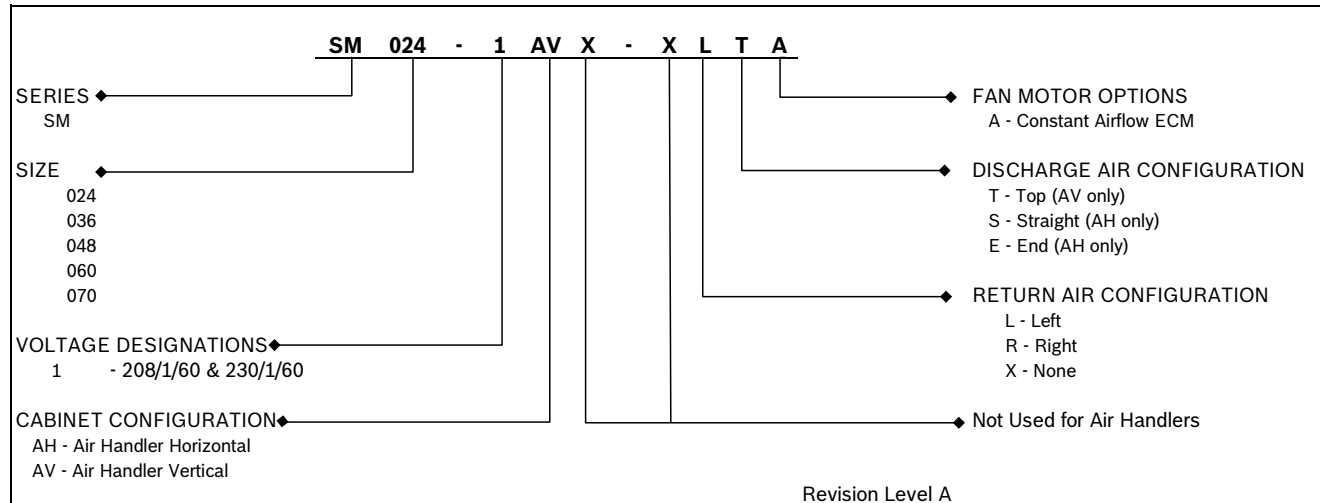 SM 024 - 1 AV X - X L T A
SERIES
SM
SIZE
024
036
048
060
070
VOLTAGE DESIGNATIONS
1 - 208/1/60 & 230/1/60
CABINET CONFIGURATION
AH - Air Handler Horizontal
AV - Air Handler Vertical
FAN MOTOR OPTIONS
A - Constant Airflow ECM
DISCHARGE AIR CONFIGURATION
T - Top (AV only)
S - Straight (AH only)
E - End (AH only)
RETURN AIR CONFIGURATION
L - Left
R - Right
X - None
Not Used for Air Handlers
Revision Level A